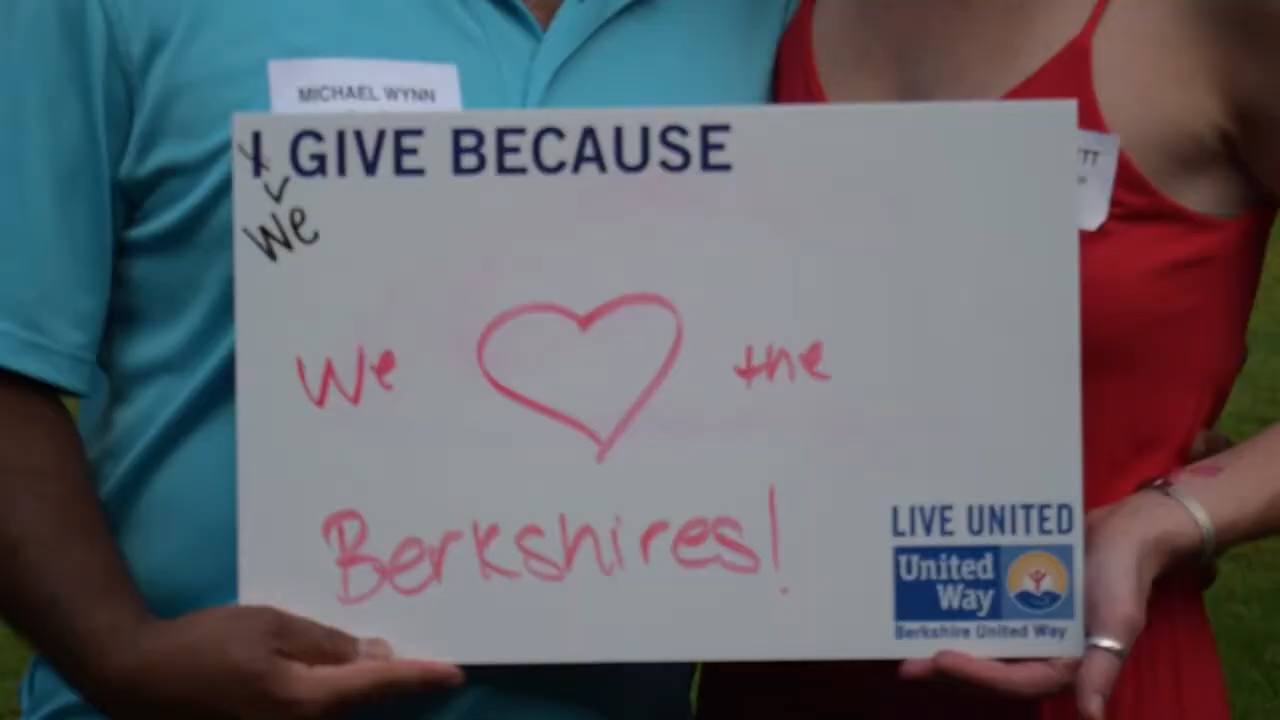 MICHAEL WYNN
I GIVE BECAUSE
We
We ♥ the
Berkshires!
LIVE UNITED
United
Way
Berkshire United Way